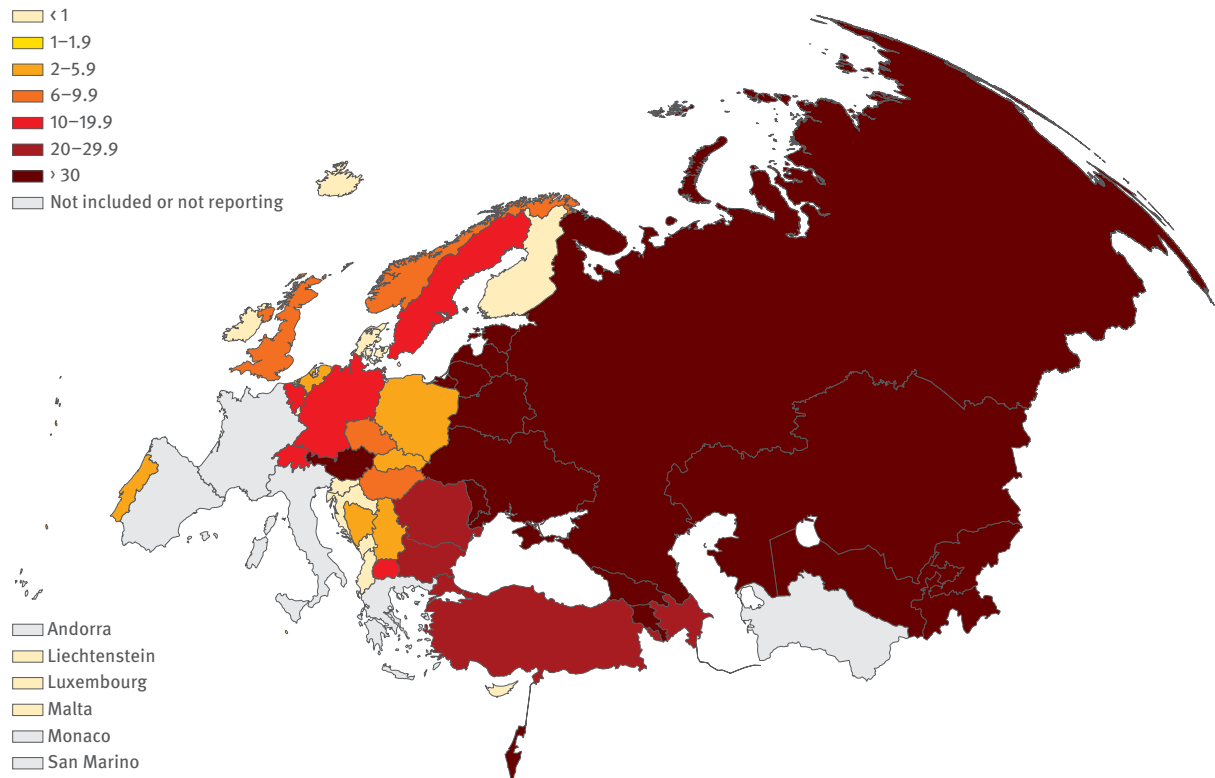 ‹ 1
1–1.9
2–5.9
6–9.9
10–19.9
20–29.9
› 30
Not included or not reporting
Andorra
Liechtenstein
Luxembourg
Malta
Monaco
San Marino